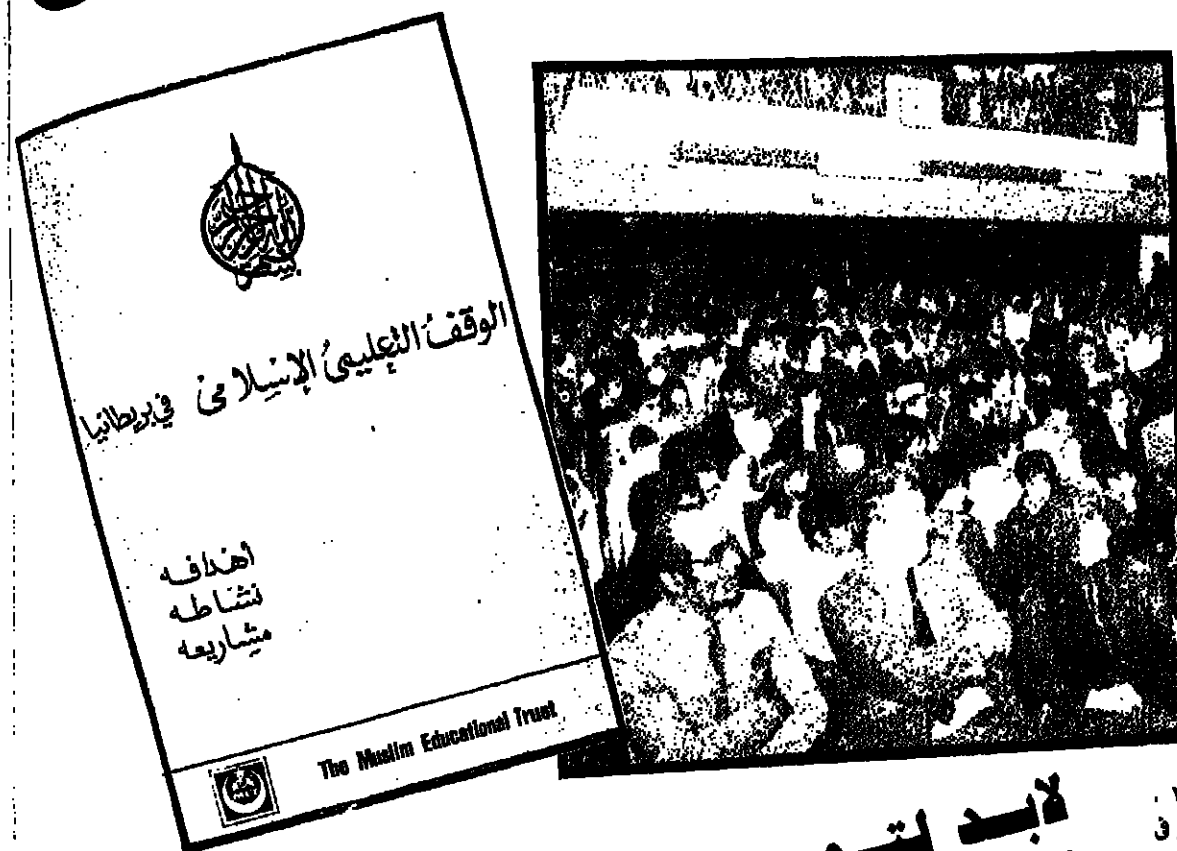 الوقف التعليمي الإسلامي في بريطانيا
أهدافه
نشاطه
مشاريعه
The Muslim Educational Trust
لابد